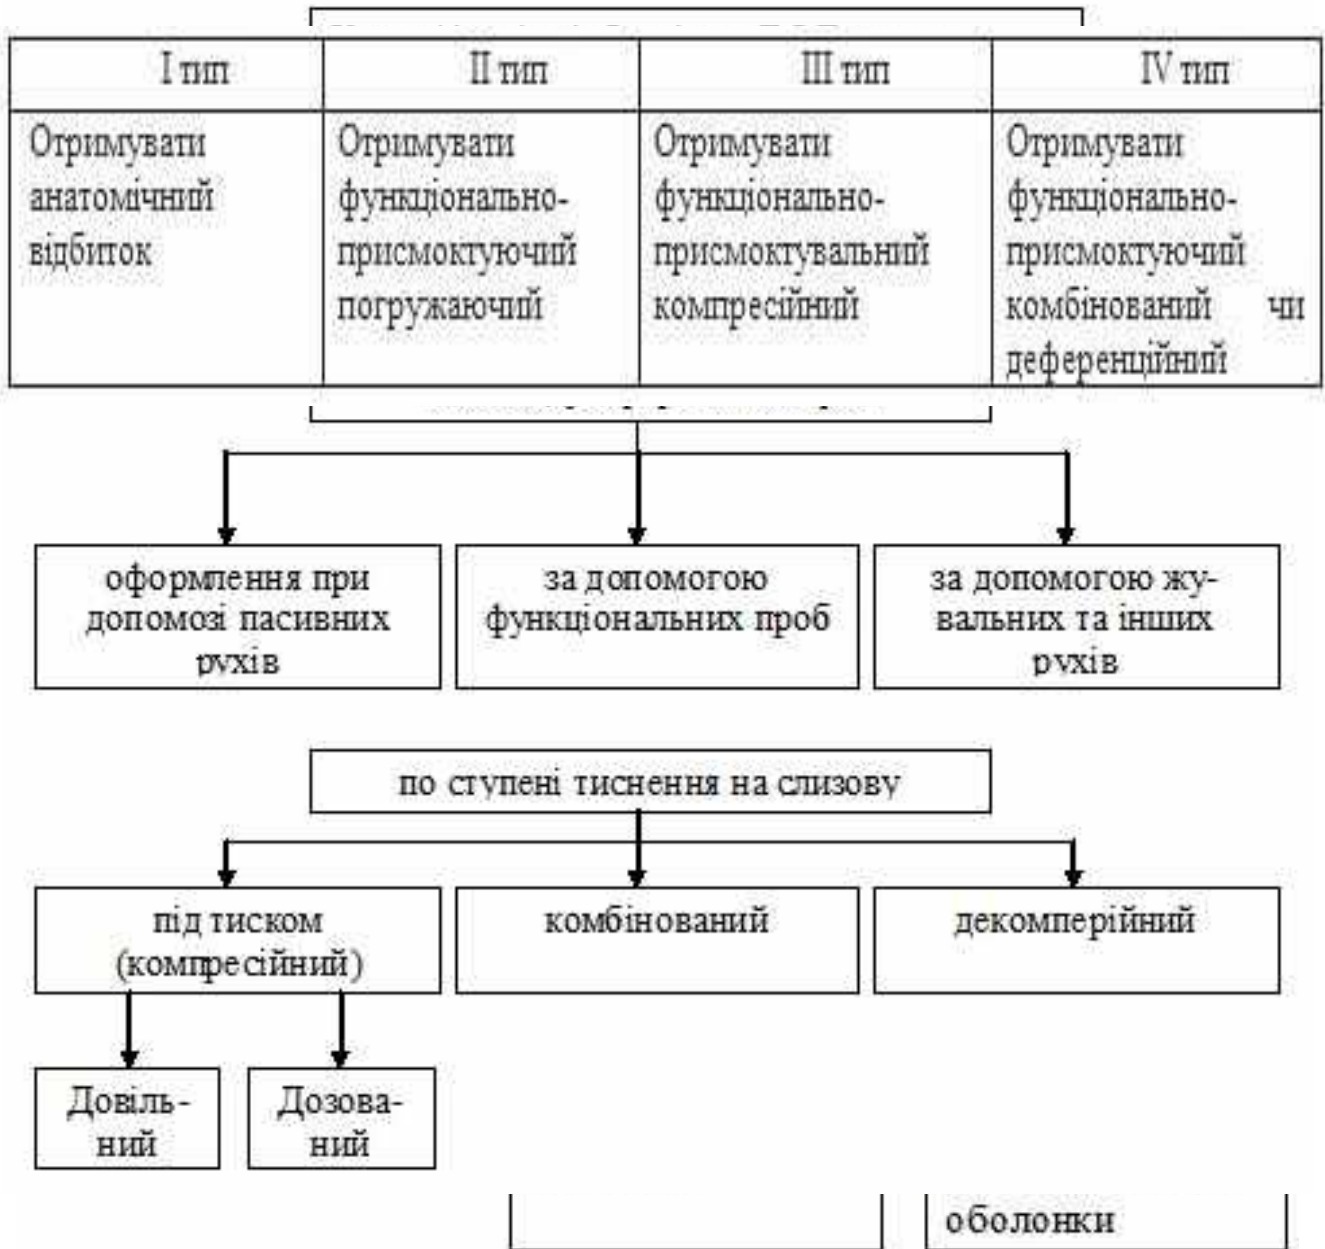 I тип II тип III тип IV тип
Отримувати
анатомічний
відбиток
Отримувати
функціонально-
присмоктуючий
погружаючий
Отримувати
функціонально-
присмоктувальний
компресійний
Отримувати
функціонально-
присмоктуючий
комбінований чи
деференційний
оформлення при
допомозі пасивних
рухів
за допомогою
функціональних проб
за допомогою жу-
вальних та інших
рухів
по ступені тиснення на слизову
під тиском
(компресійний)
комбінований
декомперійний
Довіль-
ний
Дозова-
ний
оболонки